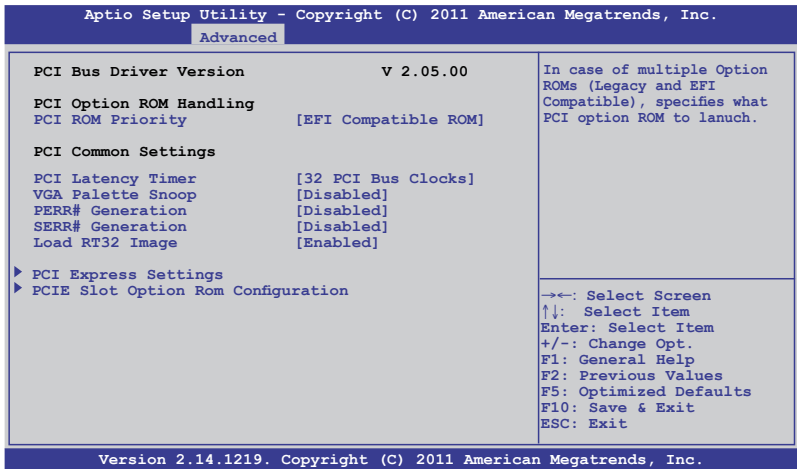 Aptio Setup Utility - Copyright (C) 2011 American Megatrends, Inc.
Advanced
PCI Bus Driver Version V 2.05.00
PCI Option ROM Handling
PCI ROM Priority [EFI Compatible ROM]
PCI Common Settings
PCI Latency Timer [32 PCI Bus Clocks]
VGA Palette Snoop [Disabled]
PERR# Generation [Disabled]
SERR# Generation [Disabled]
Load RT32 Image [Enabled]
PCI Express Settings
PCIE Slot Option Rom Configuration
In case of multiple Option
ROMs (Legacy and EFI
Compatible), specifies what
PCI option ROM to lanuch.
→←: Select Screen
↑↓: Select Item
Enter: Select Item
+/-: Change Opt.
F1: General Help
F2: Previous Values
F5: Optimized Defaults
F10: Save & Exit
ESC: Exit
Version 2.14.1219. Copyright (C) 2011 American Megatrends, Inc.